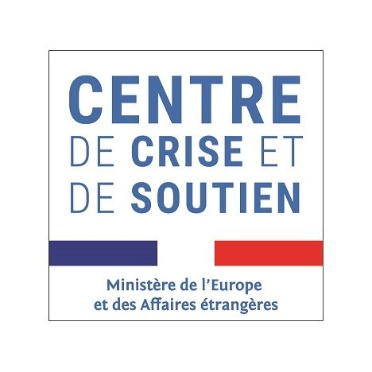 CENTRE
DE CRISE ET
DE SOUTIEN
Ministère de l'Europe
et des Affaires étrangères